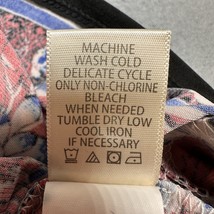 MACHINE
WASH COLD
DELICATE CYCLE
ONLY NON-CHLORINE
BLEACH
WHEN NEEDED
TUMBLE DRY LOW
COOL IRON
IF NECESSARY